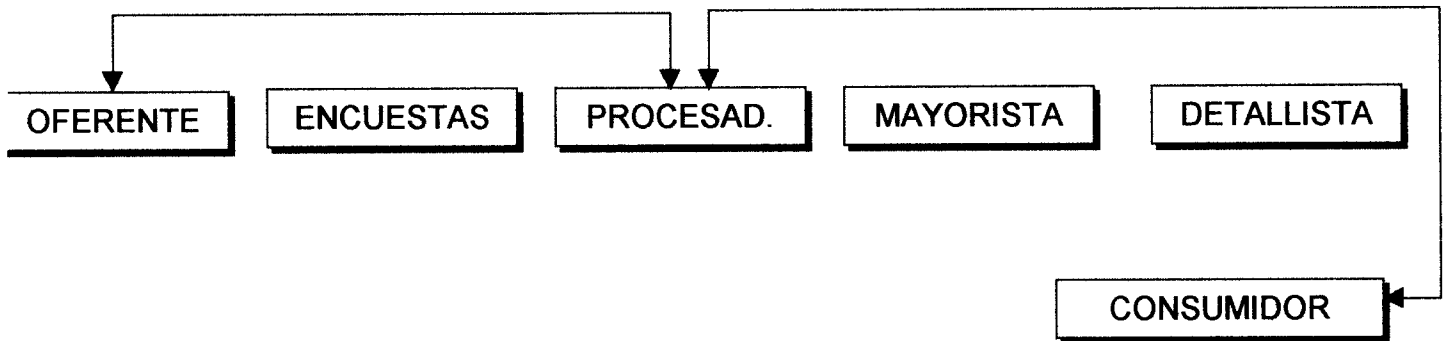 OFERENTE
ENCUESTAS
PROCESAD.
MAYORISTA
DETALLISTA
CONSUMIDOR